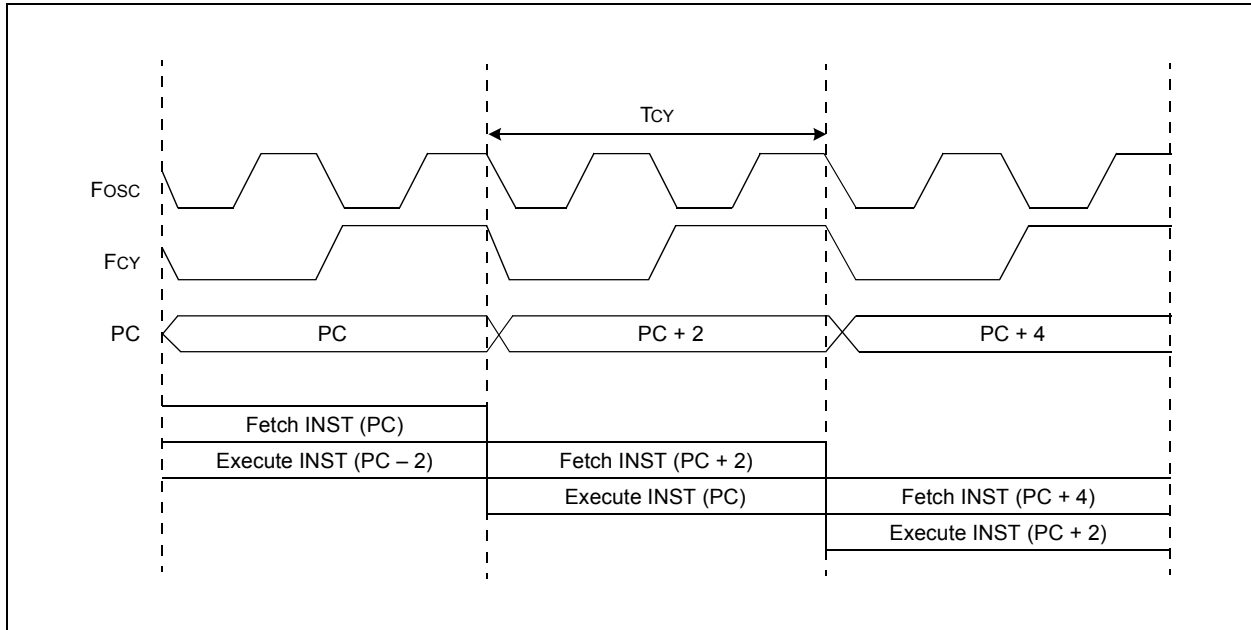 TCY
FOSC
FCY
PC PC PC + 2 PC + 4
Fetch INST (PC)
Execute INST (PC – 2) Fetch INST (PC + 2)
Execute INST (PC) Fetch INST (PC + 4)
Execute INST (PC + 2)